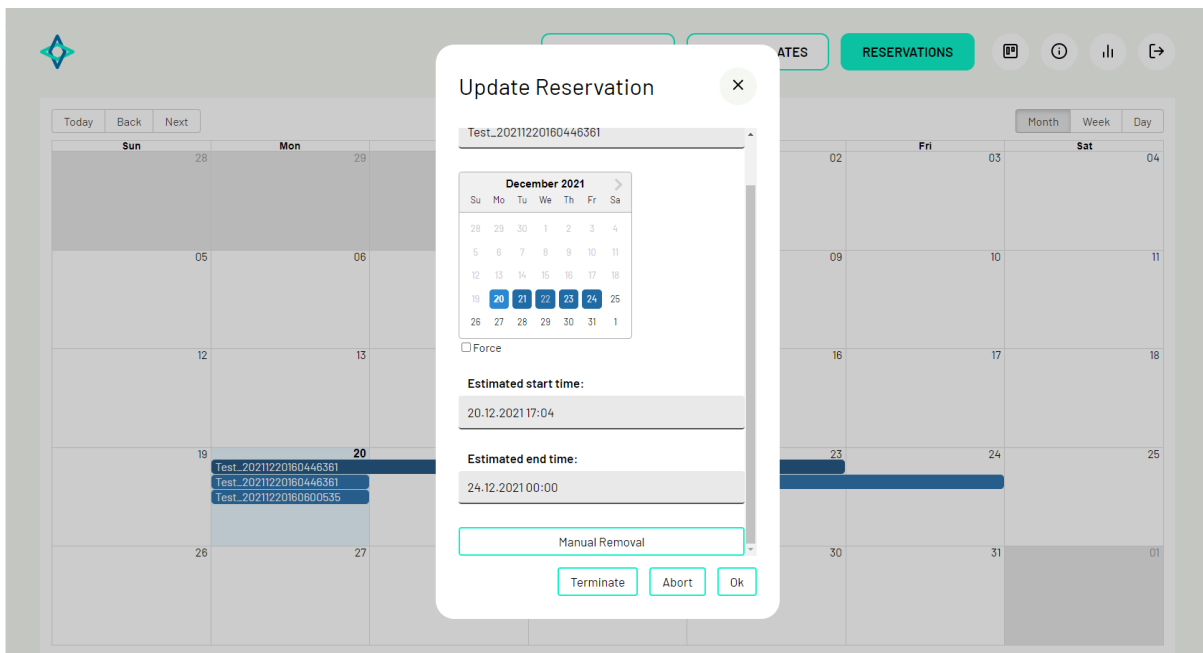 ATES
RESERVATIONS
Update Reservation
Today Back Next
Month Week Day
Test_20211220160446361
Sun Mon Fri Sat
28 29 02 03 04
December 2021
Su Mo Tu We Th Fr Sa
28 29 30 1 2 3 4
5 6 7 8 9 10 11
12 13 14 15 16 17 18
19 20 21 22 23 24 25
26 27 28 29 30 31 1
Force
05 06 09 10 11
12 13 16 17 18
Estimated start time:
20.12.2021 17:04
19 20 23 24 25
Test_20211220160446361
Test_20211220160446361
Test_20211220160600535
Estimated end time:
24.12.2021 00:00
Manual Removal
26 27 30 31 01
Terminate Abort Ok